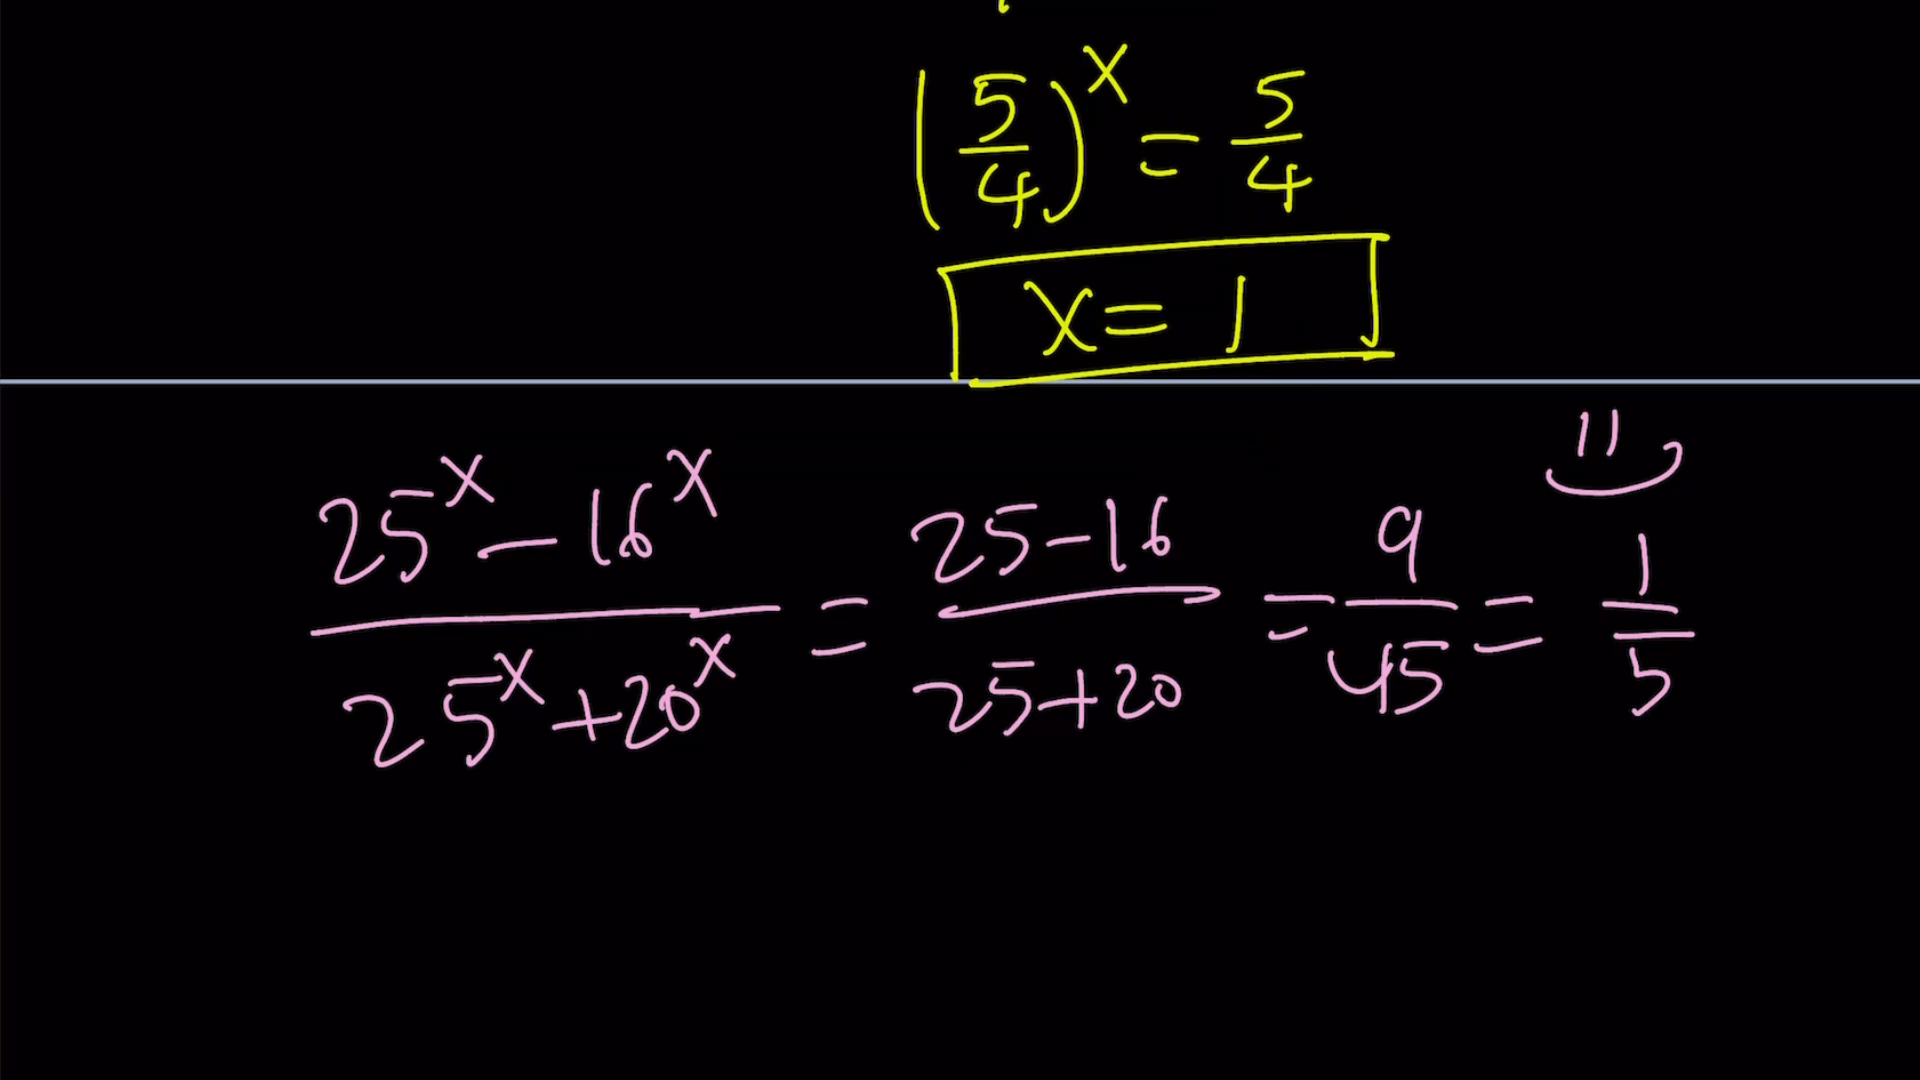 (5/4)^x = 5/4
x = 1
(25^x - 16^x)/(25^x + 20^x) = (25 - 16)/(25 + 20) = 9/45 = 1/5